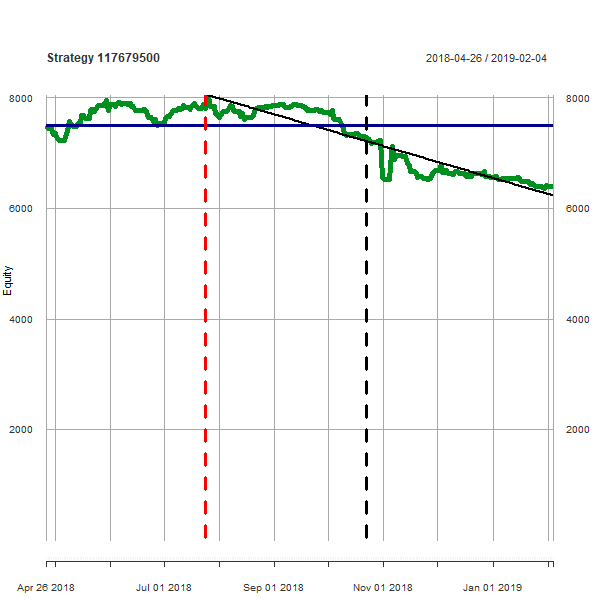 Strategy 117679500
2018-04-26 / 2019-02-04
8000
8000
6000
6000
4000
4000
2000
2000
Equity
Apr 26 2018
Jul 01 2018
Sep 01 2018
Nov 01 2018
Jan 01 2019